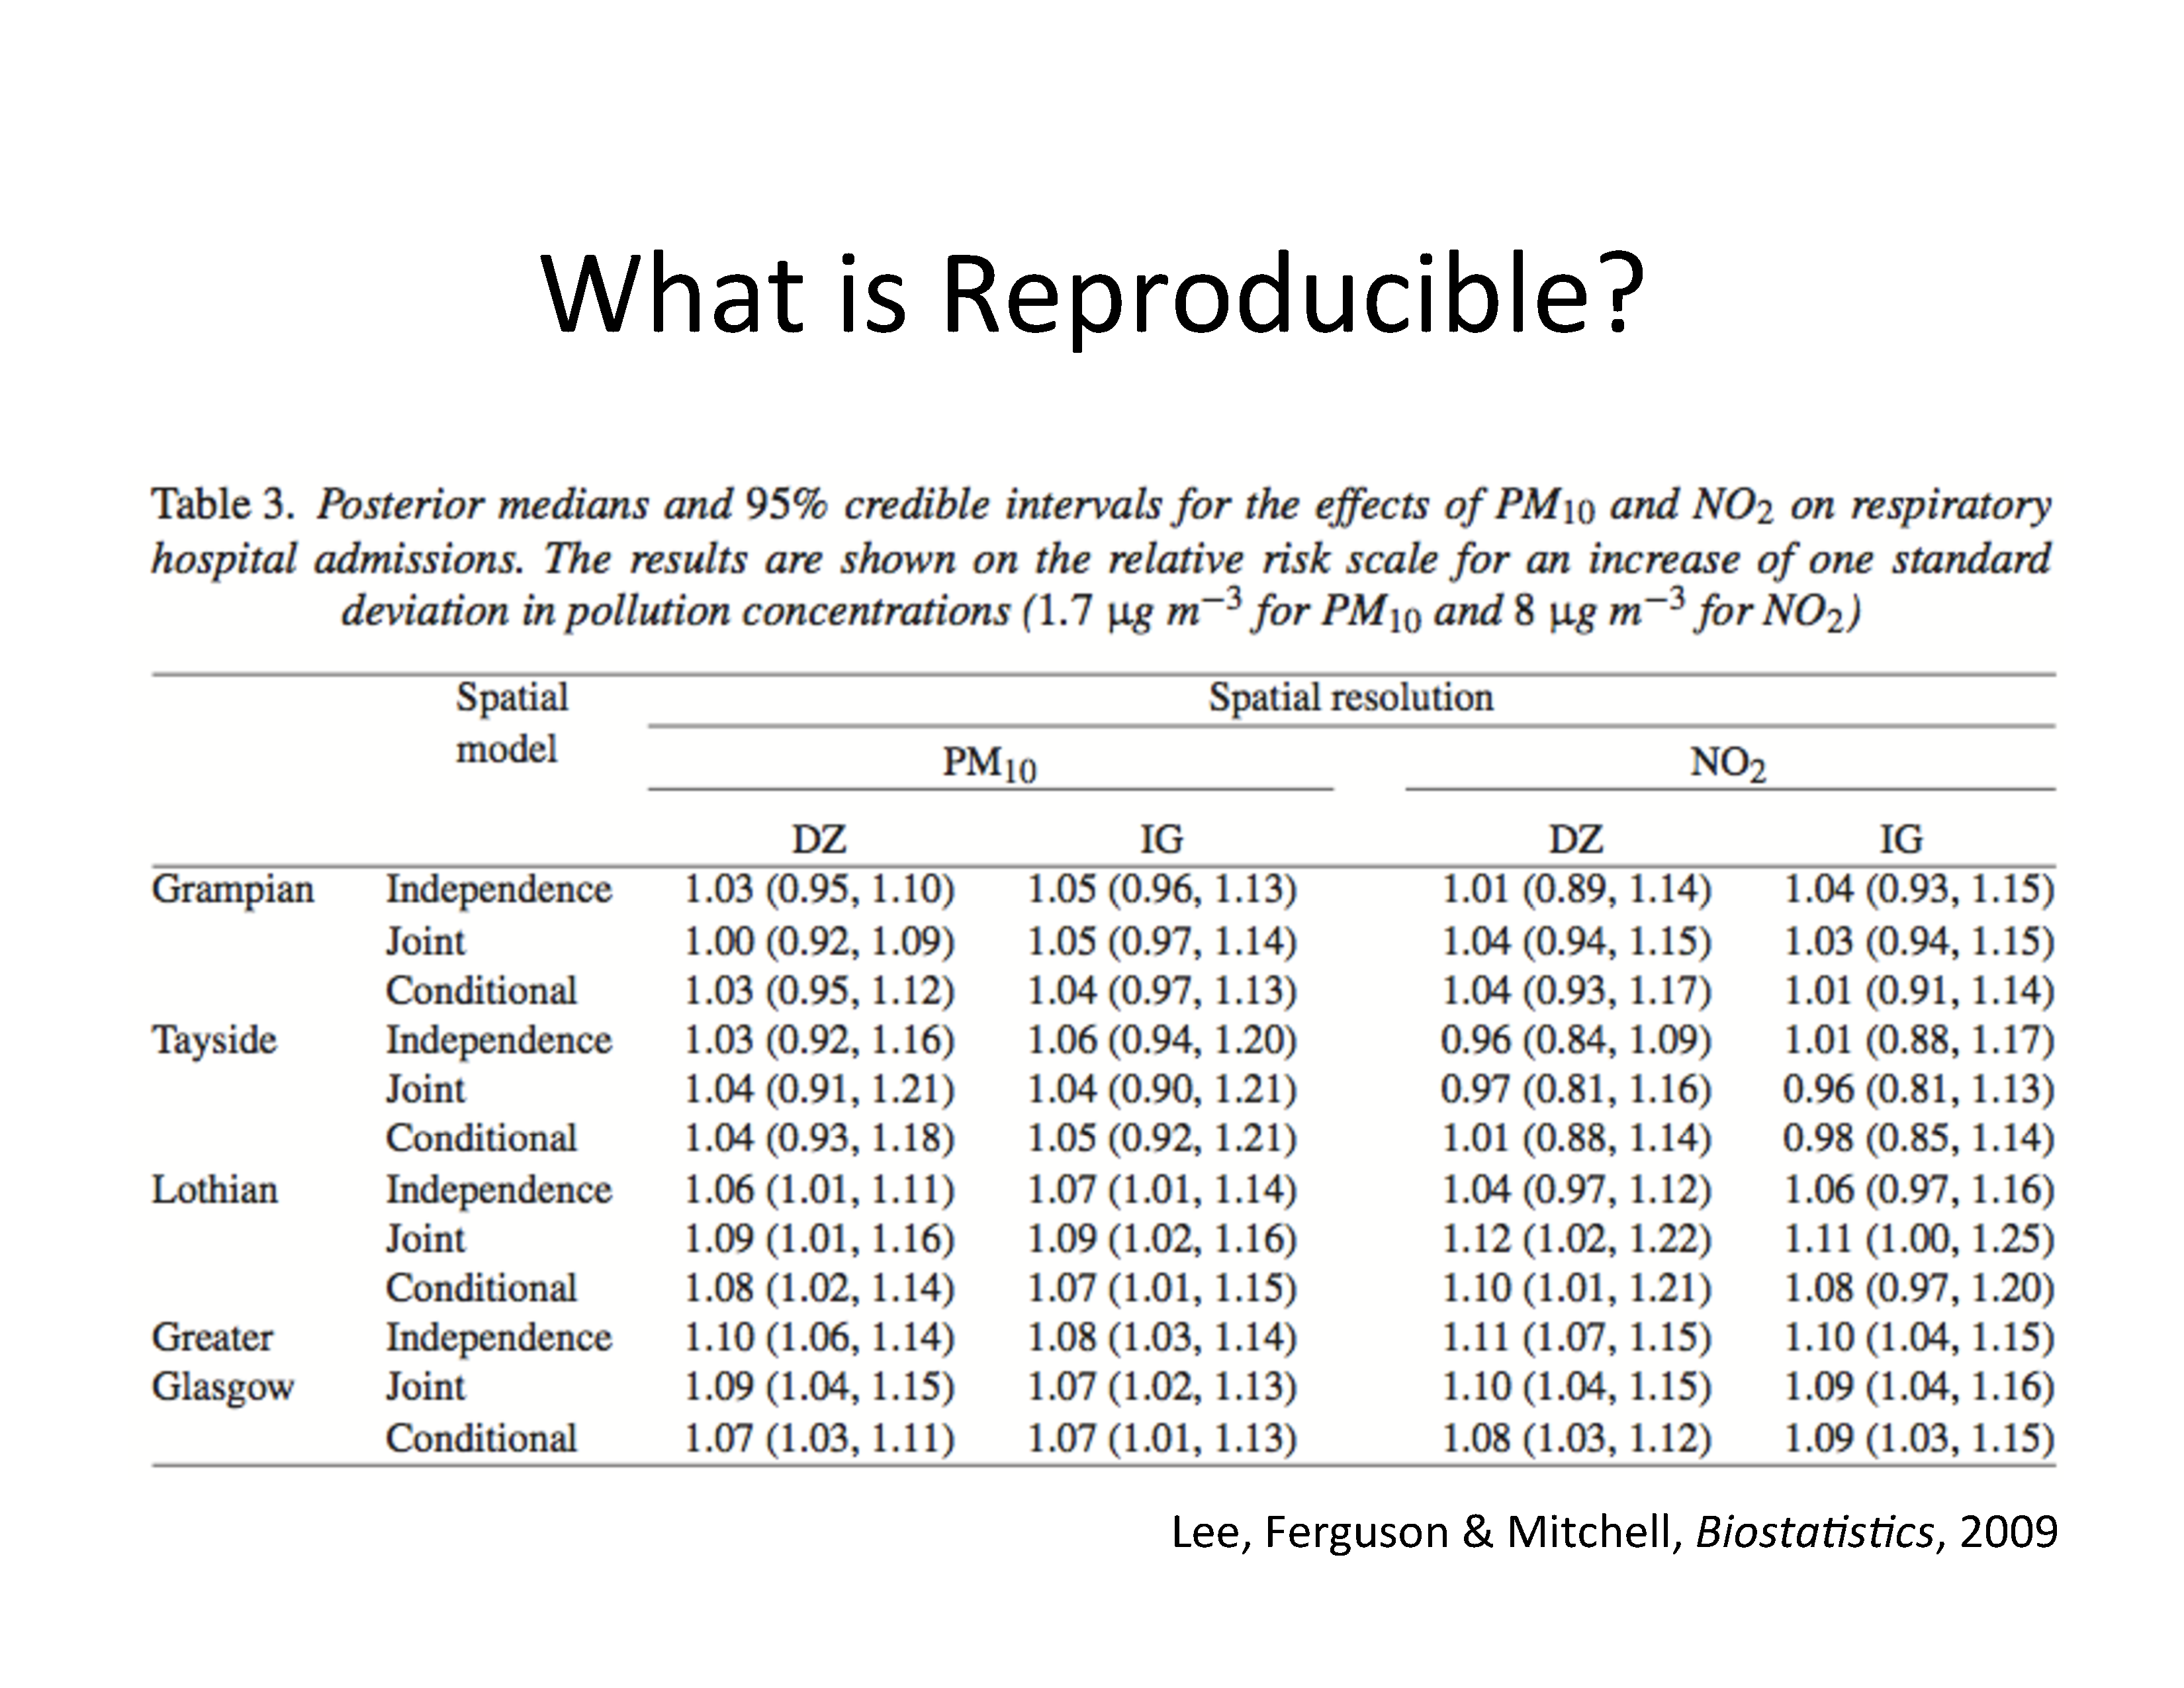 What is Reproducible?
Table 3. Posterior medians and 95% credible intervals for the effects of PM10 and NO2 on respiratory
hospital admissions. The results are shown on the relative risk scale for an increase of one standard
deviation in pollution concentrations (1.7 μg m−3 for PM10 and 8 μg m−3 for NO2)
Spatial Spatial resolution
model
PM10 NO2
DZ IG DZ IG
Grampian Independence 1.03 (0.95, 1.10) 1.05 (0.96, 1.13) 1.01 (0.89, 1.14) 1.04 (0.93, 1.15)
Joint 1.00 (0.92, 1.09) 1.05 (0.97, 1.14) 1.04 (0.94, 1.15) 1.03 (0.94, 1.15)
Conditional 1.03 (0.95, 1.12) 1.04 (0.97, 1.13) 1.04 (0.93, 1.17) 1.01 (0.91, 1.14)
Tayside Independence 1.03 (0.92, 1.16) 1.06 (0.94, 1.20) 0.96 (0.84, 1.09) 1.01 (0.88, 1.17)
Joint 1.04 (0.91, 1.21) 1.04 (0.90, 1.21) 0.97 (0.81, 1.16) 0.96 (0.81, 1.13)
Conditional 1.04 (0.93, 1.18) 1.05 (0.92, 1.21) 1.01 (0.88, 1.14) 0.98 (0.85, 1.14)
Lothian Independence 1.06 (1.01, 1.11) 1.07 (1.01, 1.14) 1.04 (0.97, 1.12) 1.06 (0.97, 1.16)
Joint 1.09 (1.01, 1.16) 1.09 (1.02, 1.16) 1.12 (1.02, 1.22) 1.11 (1.00, 1.25)
Conditional 1.08 (1.02, 1.14) 1.07 (1.01, 1.15) 1.10 (1.01, 1.21) 1.08 (0.97, 1.20)
Greater Independence 1.10 (1.06, 1.14) 1.08 (1.03, 1.14) 1.11 (1.07, 1.15) 1.10 (1.04, 1.15)
Glasgow Joint 1.09 (1.04, 1.15) 1.07 (1.02, 1.13) 1.10 (1.04, 1.15) 1.09 (1.04, 1.16)
Conditional 1.07 (1.03, 1.11) 1.07 (1.01, 1.13) 1.08 (1.03, 1.12) 1.09 (1.03, 1.15)
Lee, Ferguson & Mitchell, Biostatistics, 2009